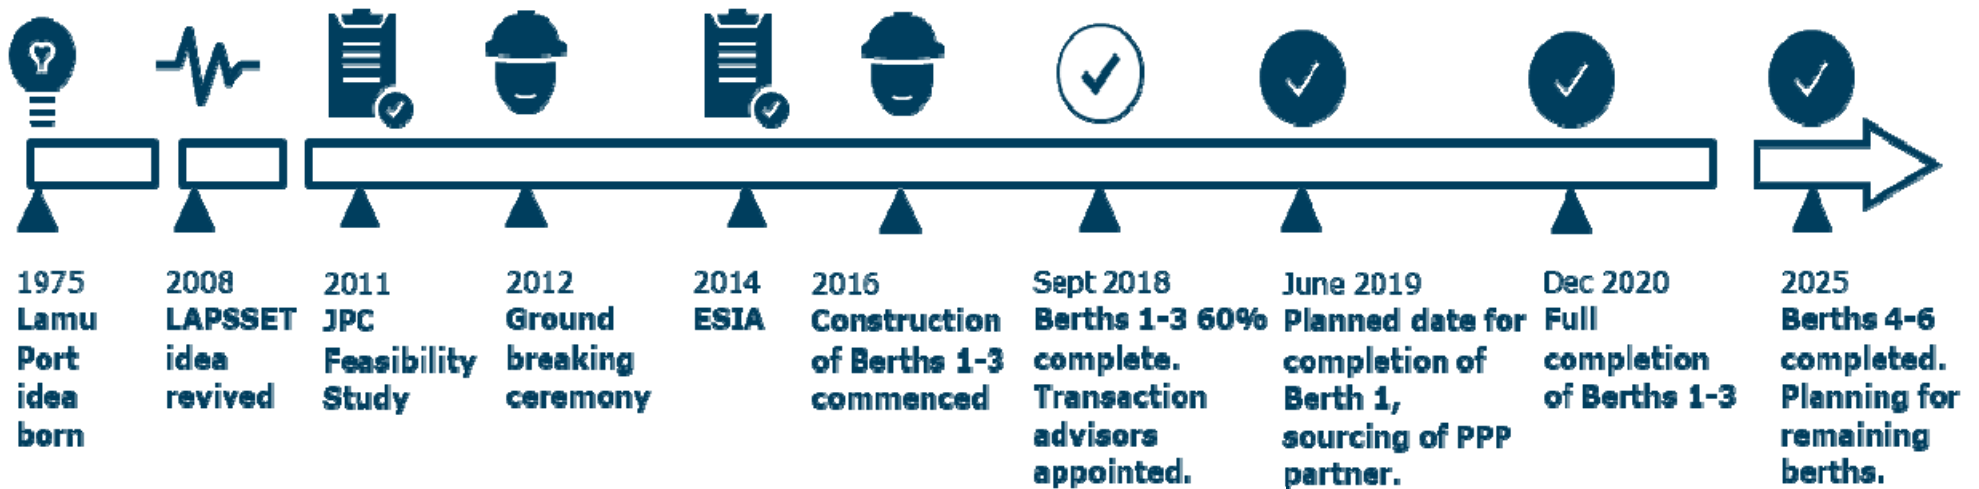 1975
Lamu
Port
idea
born
2008
LAPSSET
idea
revived
2011
JPC
Feasibility
Study
2012
Ground
breaking
ceremony
2014
ESIA
2016
Construction
of Berths 1-3
commenced
Sept 2018
Berths 1-3 60%
complete.
Transaction
advisors
appointed.
June 2019
Planned date for
completion of
Berth 1,
sourcing of PPP
partner.
Dec 2020
Full
completion
of Berths 1-3
2025
Berths 4-6
completed.
Planning for
remaining
berths.